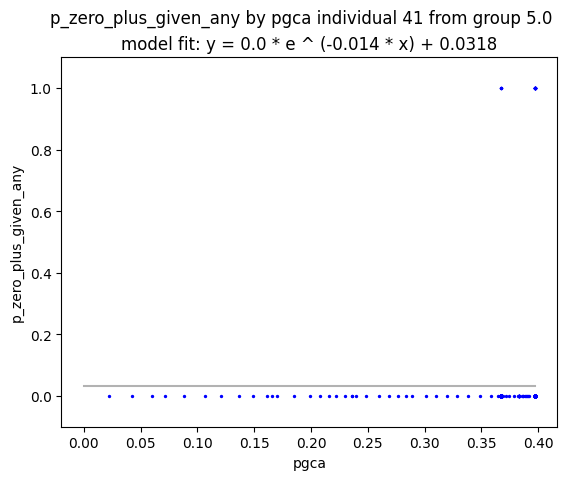 p_zero_plus_given_any by pgca individual 41 from group 5.0
model fit: y = 0.0 * e ^ (-0.014 * x) + 0.0318
1.0
0.8
0.6
0.4
0.2
0.0
p_zero_plus_given_any
0.00 0.05 0.10 0.15 0.20 0.25 0.30 0.35 0.40
pgca